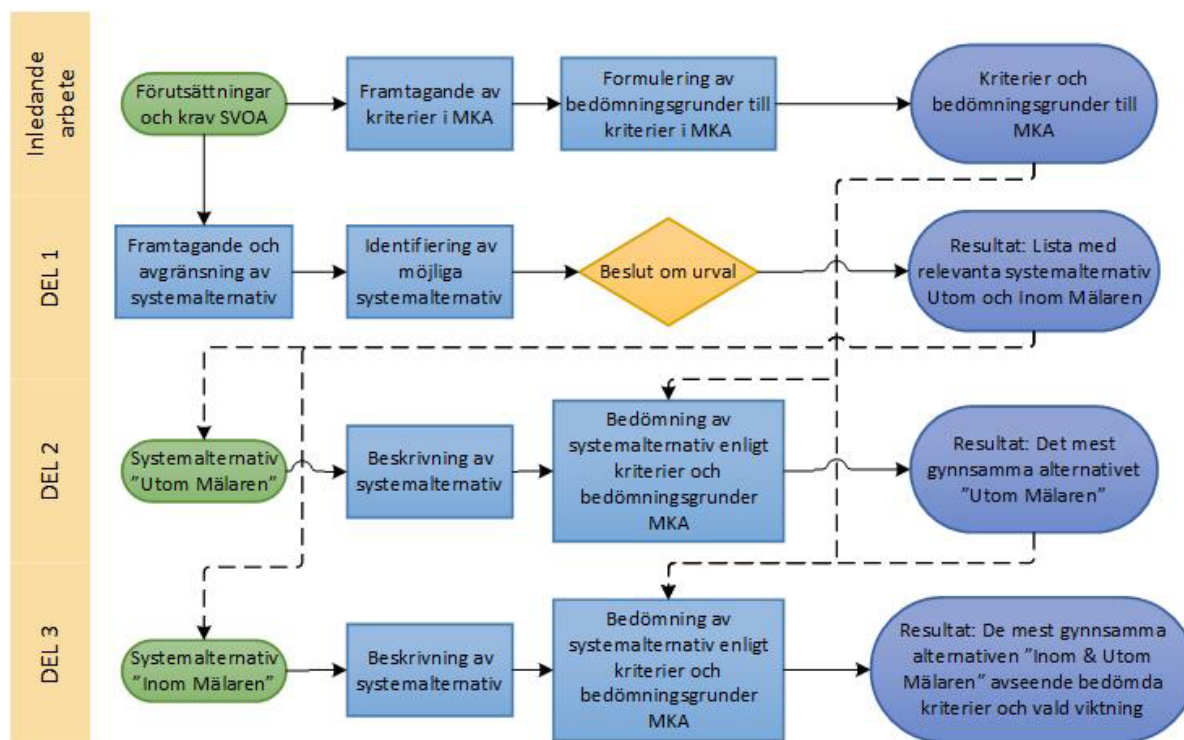 Inledande
arbete
Förutsättningar
och krav SVOA
Framtagande av
kriterier i MKA
Formulering av
bedömningsgrunder till
kriterier i MKA
Kriterier och
bedömningsgrunder till
MKA
DEL 1
Framtagande och
avgränsning av
systemalternativ
Identifiering av
möjliga
systemalternativ
Beslut om urval
Resultat: Lista med
relevanta systemalternativ
Utom och Inom Mälaren
DEL 2
Systemalternativ
”Utom Mälaren”
Beskrivning av
systemalternativ
Bedömning av
systemalternativ enligt
kriterier och
bedömningsgrunder
MKA
Resultat: Det mest
gynnsamma alternativet
”Utom Mälaren”
DEL 3
Systemalternativ
”Inom Mälaren”
Beskrivning av
systemalternativ
Bedömning av
systemalternativ enligt
kriterier och
bedömningsgrunder
MKA
Resultat: De mest gynnsamma
alternativen ”Inom & Utom
Mälaren” avseende bedömda
kriterier och vald viktning